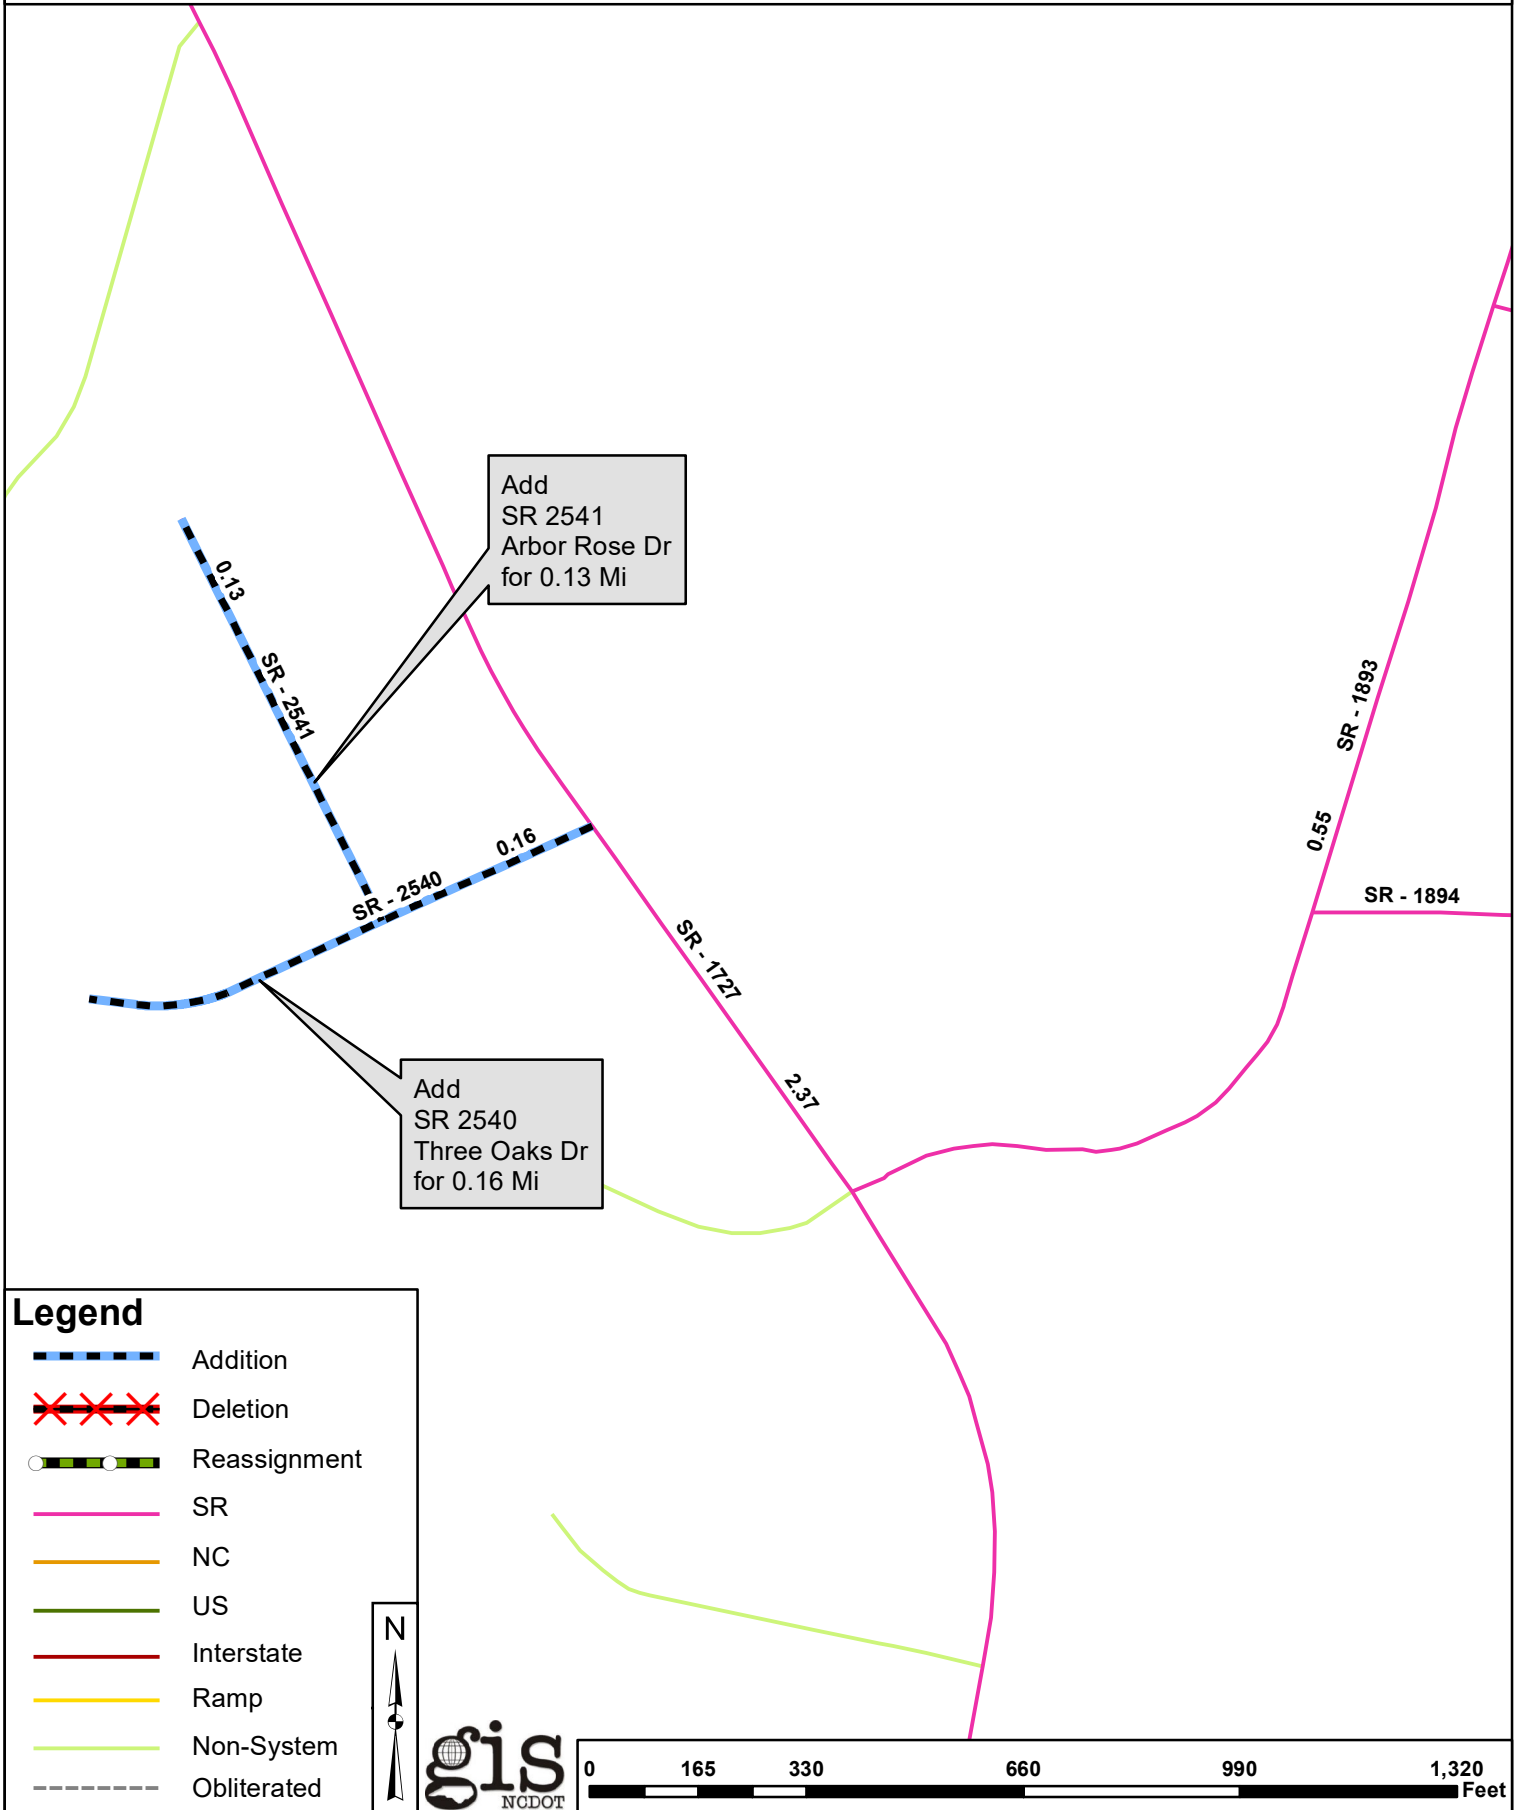 Add
SR 2541
Arbor Rose Dr
for 0.13 Mi
0.13
SR - 2541
SR - 1893
0.16
0.55
SR - 2540
SR - 1894
SR - 1727
Add
SR 2540
Three Oaks Dr
for 0.16 Mi
2.37
Legend
Addition
Deletion
Reassignment
SR
NC
US
Interstate
Ramp
Non-System
Obliterated
N
gis
NCDOT
0 165 330 660 990 1,320
Feet